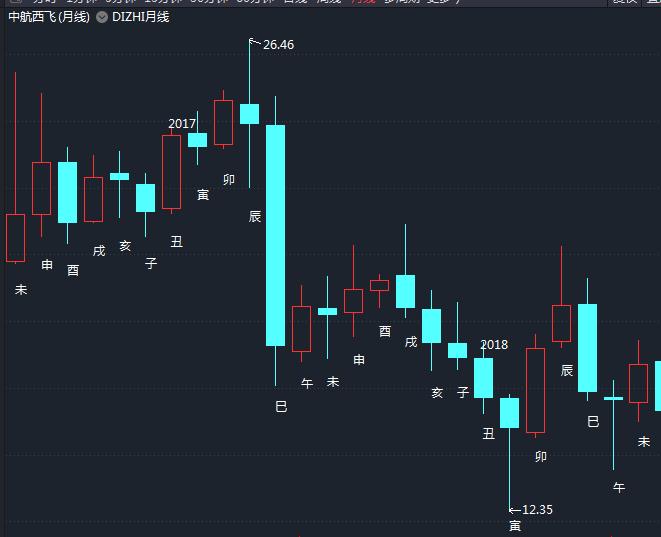 中航西飞(月线) DIZHI月线
26.46
2017
未
申
酉
戌
亥
子
丑
寅
卯
辰
巳
午
未
申
酉
戌
亥
子
2018
丑
寅
卯
辰
巳
午
未
12.35